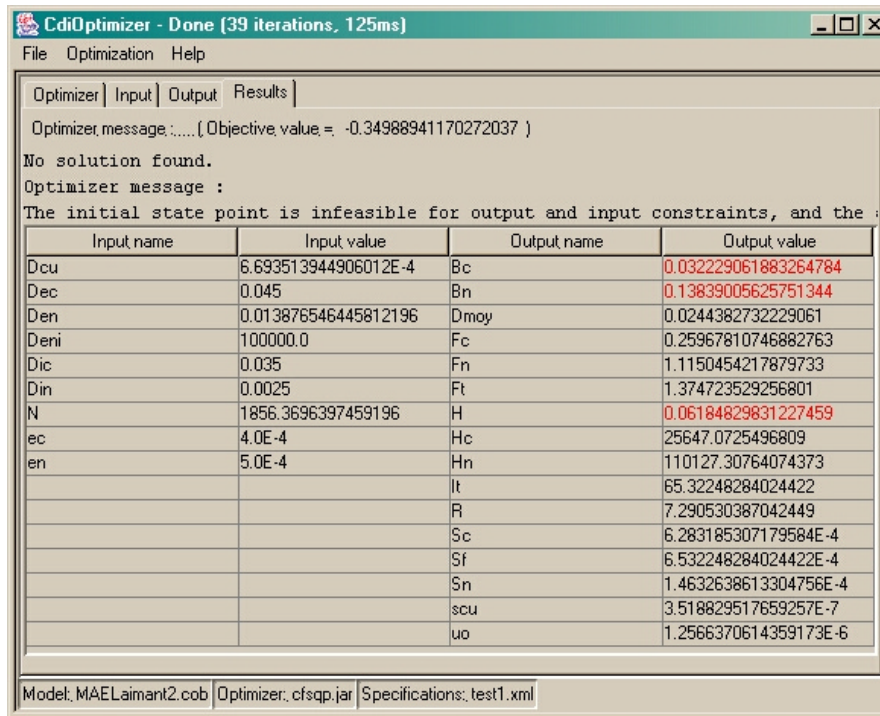 CdiOptimizer - Done (39 iterations, 125ms)
File Optimization Help
Optimizer Input Output Results
Optimizer message :.....( Objective value = -0.34988941170272037 )
No solution found.
Optimizer message :
The initial state point is infeasible for output and input constraints, and the
Input name Input value Output name Output value
Dcu 6.693513944906012E-4 Bc 0.032229061883264784
Dec 0.045 Bn 0.13839005625751344
Den 0.013876546445812196 Dmoy 0.0244382732229061
Deni 100000.0 Fc 0.25967810746882763
Dic 0.035 Fn 1.1150454217879733
Din 0.0025 Ft 1.374723529256801
N 1856.3696397459196 H 0.06184829831227459
ec 4.0E-4 Hc 25647.0725496809
en 5.0E-4 Hn 110127.30764074373
It 65.32248284024422
R 7.290530387042449
Sc 6.283185307179584E-4
Sf 6.532248284024422E-4
Sn 1.4632638613304756E-4
scu 3.518829517659257E-7
uo 1.2566370614359173E-6
Model: MAELaimant2.cob Optimizer: cfsqp.jar Specifications: test1.xml